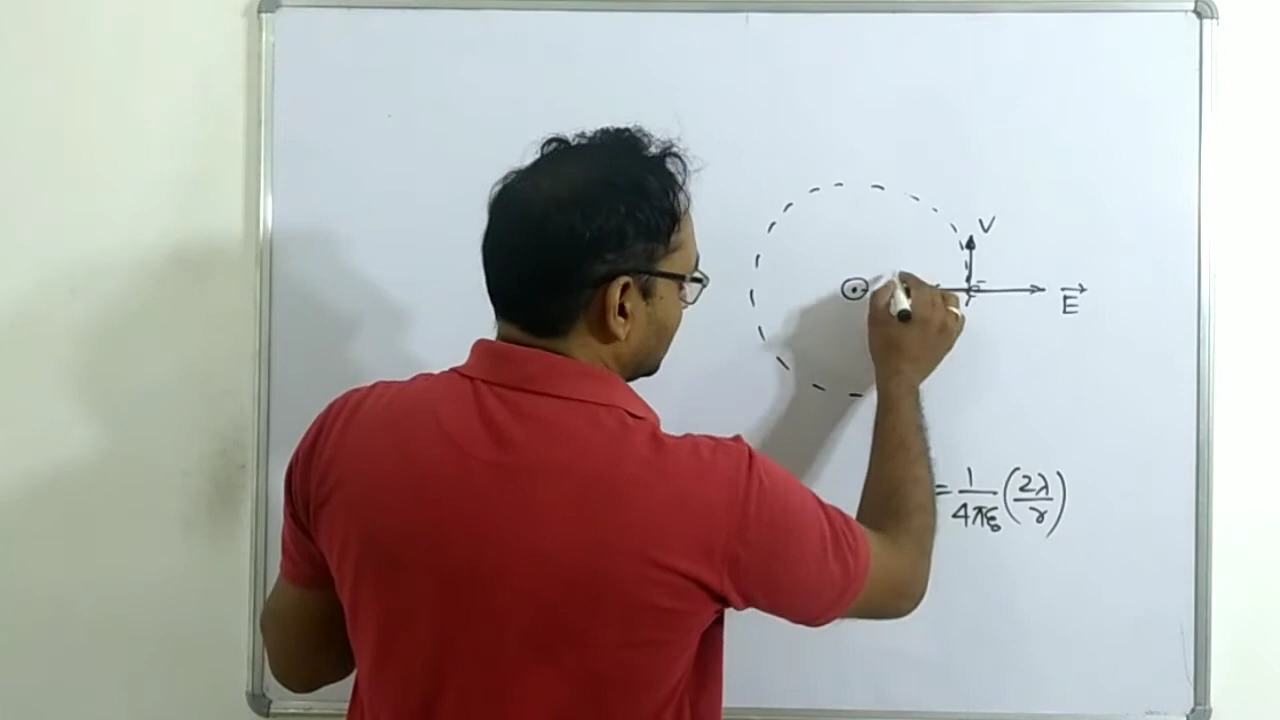 V
E⃗
= 1/4πε₀ (2λ/r)